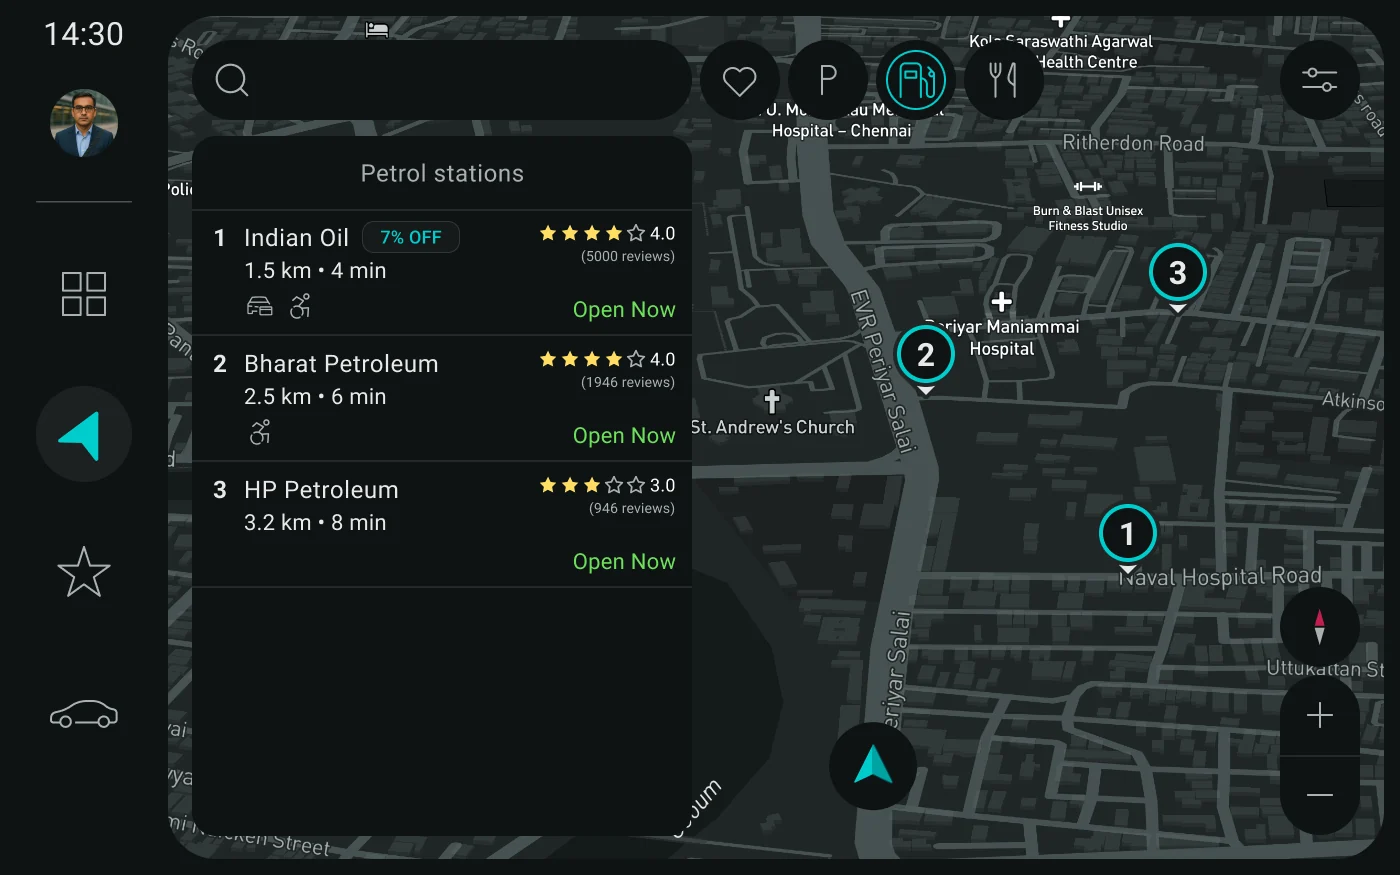 14:30
Petrol stations
1 Indian Oil 7% OFF 4.0
(5000 reviews)
1.5 km • 4 min
Open Now
2 Bharat Petroleum 4.0
(1946 reviews)
2.5 km • 6 min
Open Now
3 HP Petroleum 3.0
(946 reviews)
3.2 km • 8 min
Open Now
P
Saraswathi Agarwal
Health Centre
Hospital – Chennai
Ritherdon Road
Burn & Blast Unisex
Fitness Studio
3
EVR Periyar Salai
2
Periyar Maniammai
Hospital
St. Andrew's Church
1
Naval Hospital Road
Periyar Salai
Street